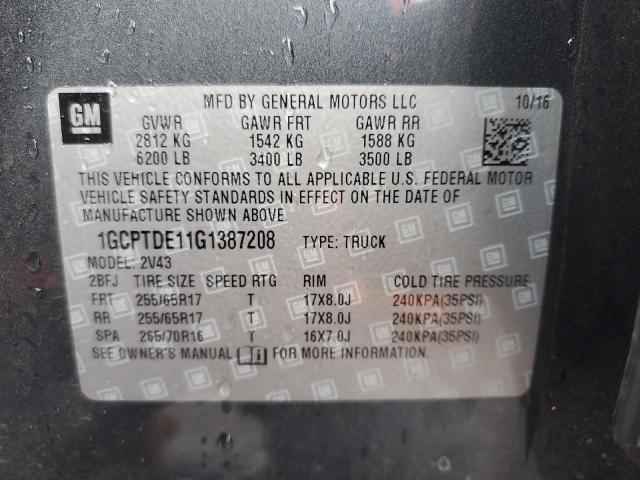 GM MFD BY GENERAL MOTORS LLC 10/16
GVWR GAWR FRT GAWR RR
2812 KG 1542 KG 1588 KG
6200 LB 3400 LB 3500 LB
THIS VEHICLE CONFORMS TO ALL APPLICABLE U.S. FEDERAL MOTOR
VEHICLE SAFETY STANDARDS IN EFFECT ON THE DATE OF
MANUFACTURE SHOWN ABOVE.
1GCPTDE11G1387208 TYPE: TRUCK
MODEL: 2V43
2BFJ TIRE SIZE SPEED RTG RIM COLD TIRE PRESSURE
FRT 255/65R17 T 17X8.0J 240KPA(35PSI)
RR 255/65R17 T 17X8.0J 240KPA(35PSI)
SPA 265/70R16 T 16X7.0J 240KPA(35PSI)
SEE OWNER'S MANUAL i FOR MORE INFORMATION.